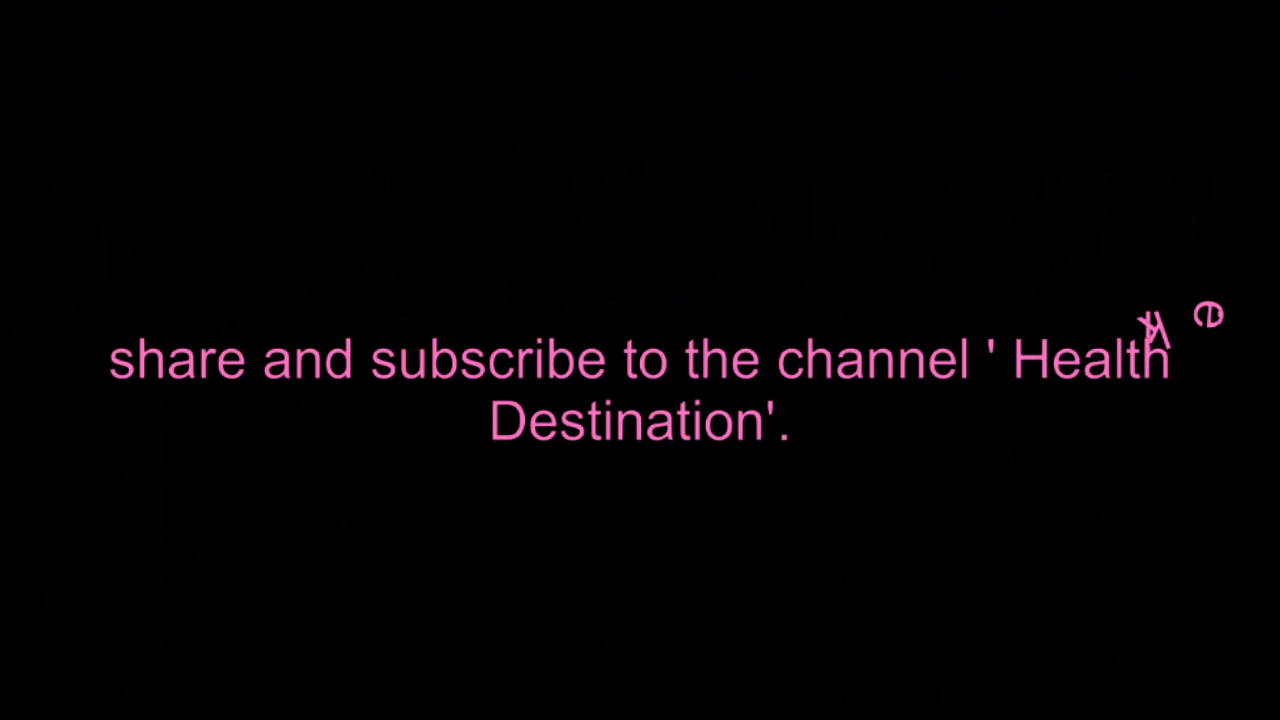 share and subscribe to the channel ' Health
Destination'.